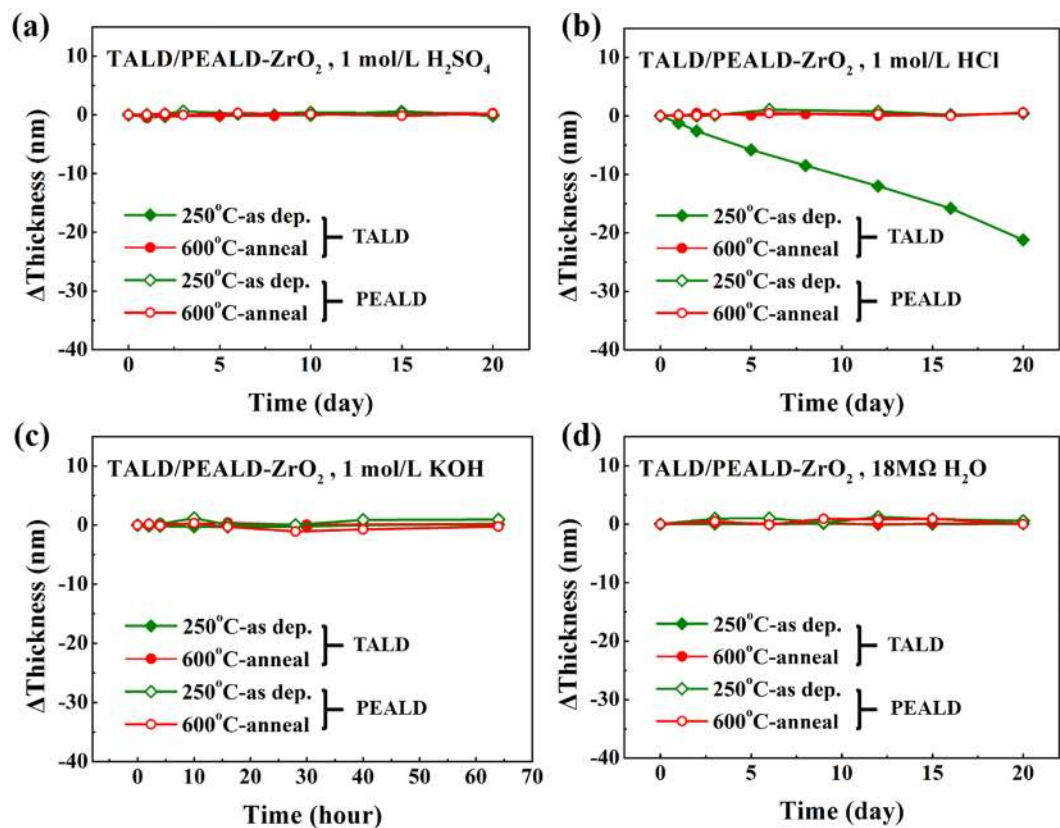 (a)
TALD/PEALD-ZrO₂ , 1 mol/L H₂SO₄
ΔThickness (nm)
10
0
-10
-20
-30
-40
250°C-as dep.
600°C-anneal
TALD
250°C-as dep.
600°C-anneal
PEALD
0 5 10 15 20
Time (day)
(b)
TALD/PEALD-ZrO₂ , 1 mol/L HCl
ΔThickness (nm)
10
0
-10
-20
-30
-40
250°C-as dep.
600°C-anneal
TALD
250°C-as dep.
600°C-anneal
PEALD
0 5 10 15 20
Time (day)
(c)
TALD/PEALD-ZrO₂ , 1 mol/L KOH
ΔThickness (nm)
10
0
-10
-20
-30
-40
250°C-as dep.
600°C-anneal
TALD
250°C-as dep.
600°C-anneal
PEALD
0 10 20 30 40 50 60 70
Time (hour)
(d)
TALD/PEALD-ZrO₂ , 18MΩ H₂O
ΔThickness (nm)
10
0
-10
-20
-30
-40
250°C-as dep.
600°C-anneal
TALD
250°C-as dep.
600°C-anneal
PEALD
0 5 10 15 20
Time (day)